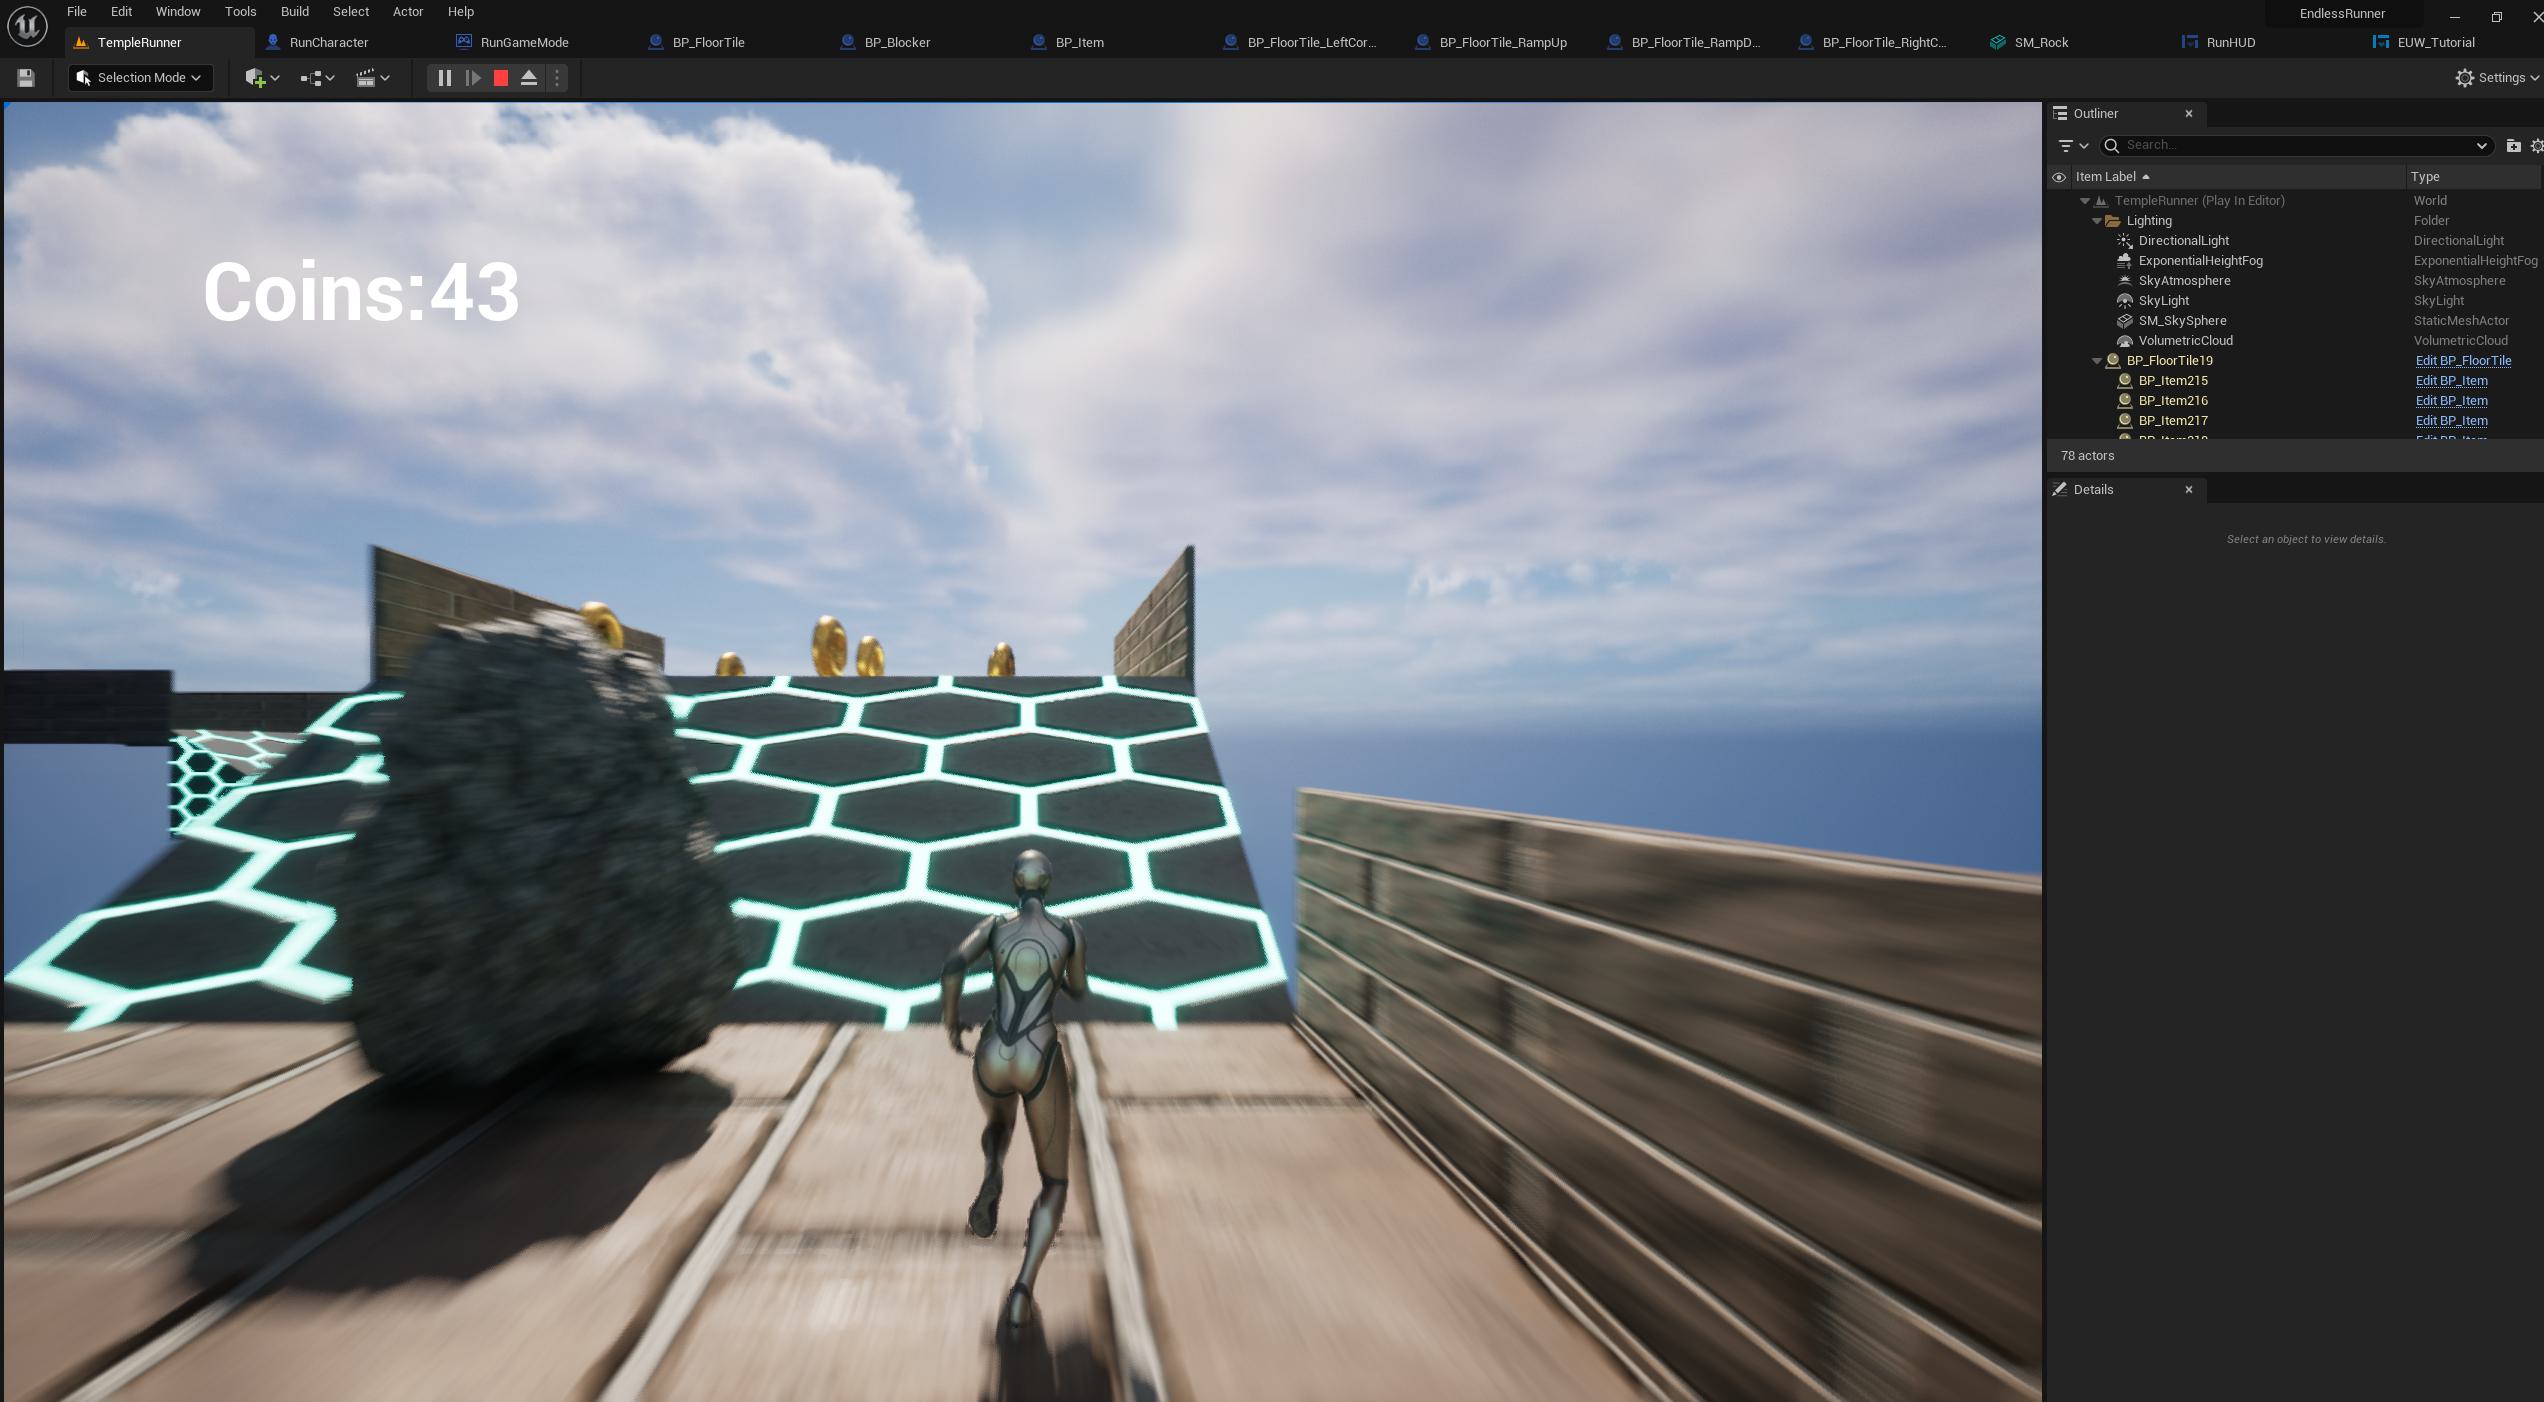 File Edit Window Tools Build Select Actor Help
EndlessRunner
TempleRunner RunCharacter RunGameMode BP_FloorTile BP_Blocker BP_Item BP_FloorTile_LeftCor... BP_FloorTile_RampUp BP_FloorTile_RampD... BP_FloorTile_RightC... SM_Rock RunHUD EUW_Tutorial
Selection Mode Settings
Outliner
Search...
Item Label Type
TempleRunner (Play In Editor) World
Lighting Folder
DirectionalLight DirectionalLight
ExponentialHeightFog ExponentialHeightFog
SkyAtmosphere SkyAtmosphere
SkyLight SkyLight
SM_SkySphere StaticMeshActor
VolumetricCloud VolumetricCloud
BP_FloorTile19 Edit BP_FloorTile
BP_Item215 Edit BP_Item
BP_Item216 Edit BP_Item
BP_Item217 Edit BP_Item
78 actors
Details
Select an object to view details.
Coins:43